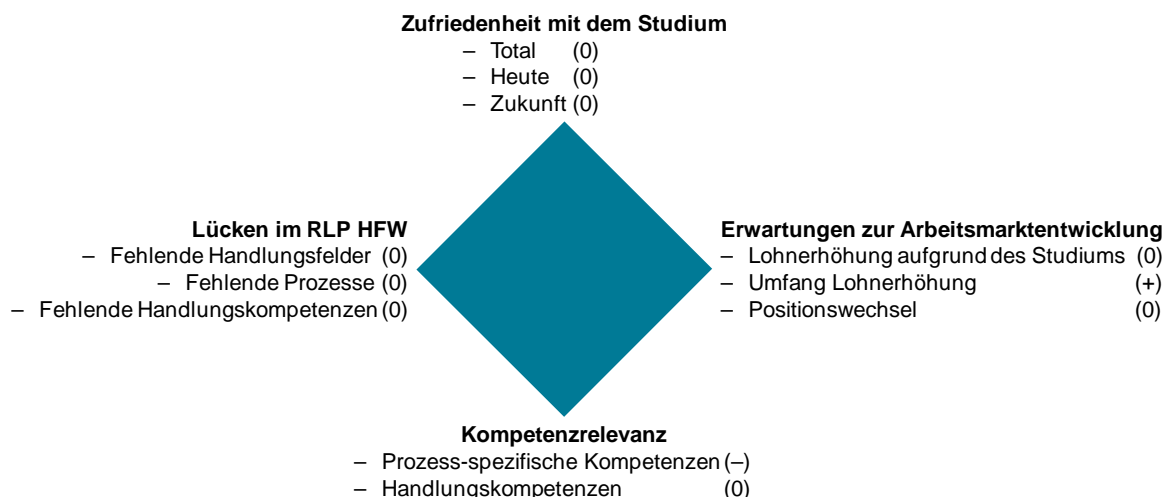 Zufriedenheit mit dem Studium
– Total (0)
– Heute (0)
– Zukunft (0)
Lücken im RLP HFW
– Fehlende Handlungsfelder (0)
– Fehlende Prozesse (0)
– Fehlende Handlungskompetenzen (0)
Erwartungen zur Arbeitsmarktentwicklung
– Lohnerhöhung aufgrund des Studiums (0)
– Umfang Lohnerhöhung (+)
– Positionswechsel (0)
Kompetenzrelevanz
– Prozess-spezifische Kompetenzen (–)
– Handlungskompetenzen (0)